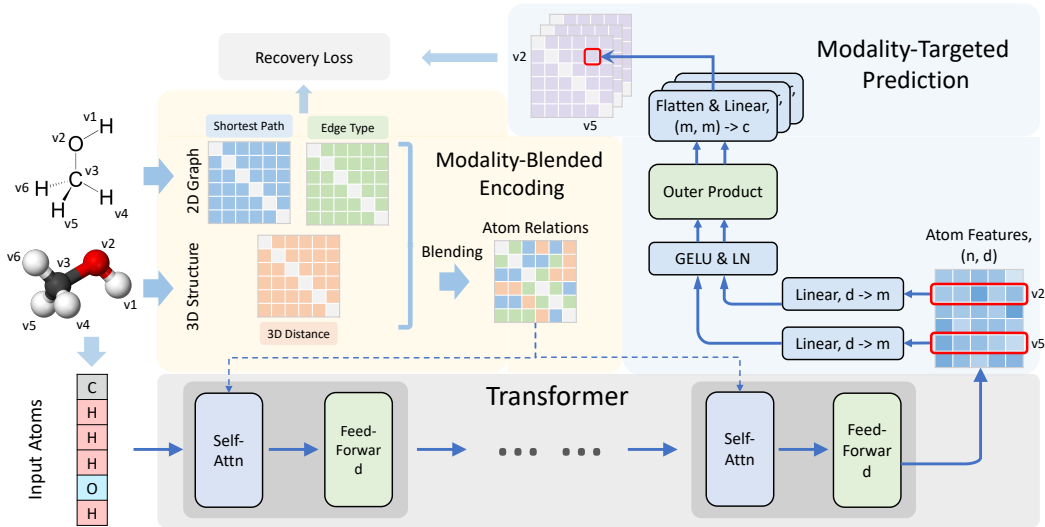 Recovery Loss
v2
v5
Modality-Targeted
Prediction
Flatten & Linear,
(m, m) -> c
Outer Product
GELU & LN
Linear, d -> m
Linear, d -> m
Atom Features,
(n, d)
v2
v5
v1
H
v2
O
v3
C
v6
H
H
H
v5
v4
v2
v6
v3
v1
v5
v4
Shortest Path
Edge Type
2D Graph
3D Structure
3D Distance
Modality-Blended
Encoding
Blending
Atom Relations
Input Atoms
C
H
H
H
O
H
Transformer
Self-
Attn
Feed-
Forwar
d
... ...
Self-
Attn
Feed-
Forwar
d